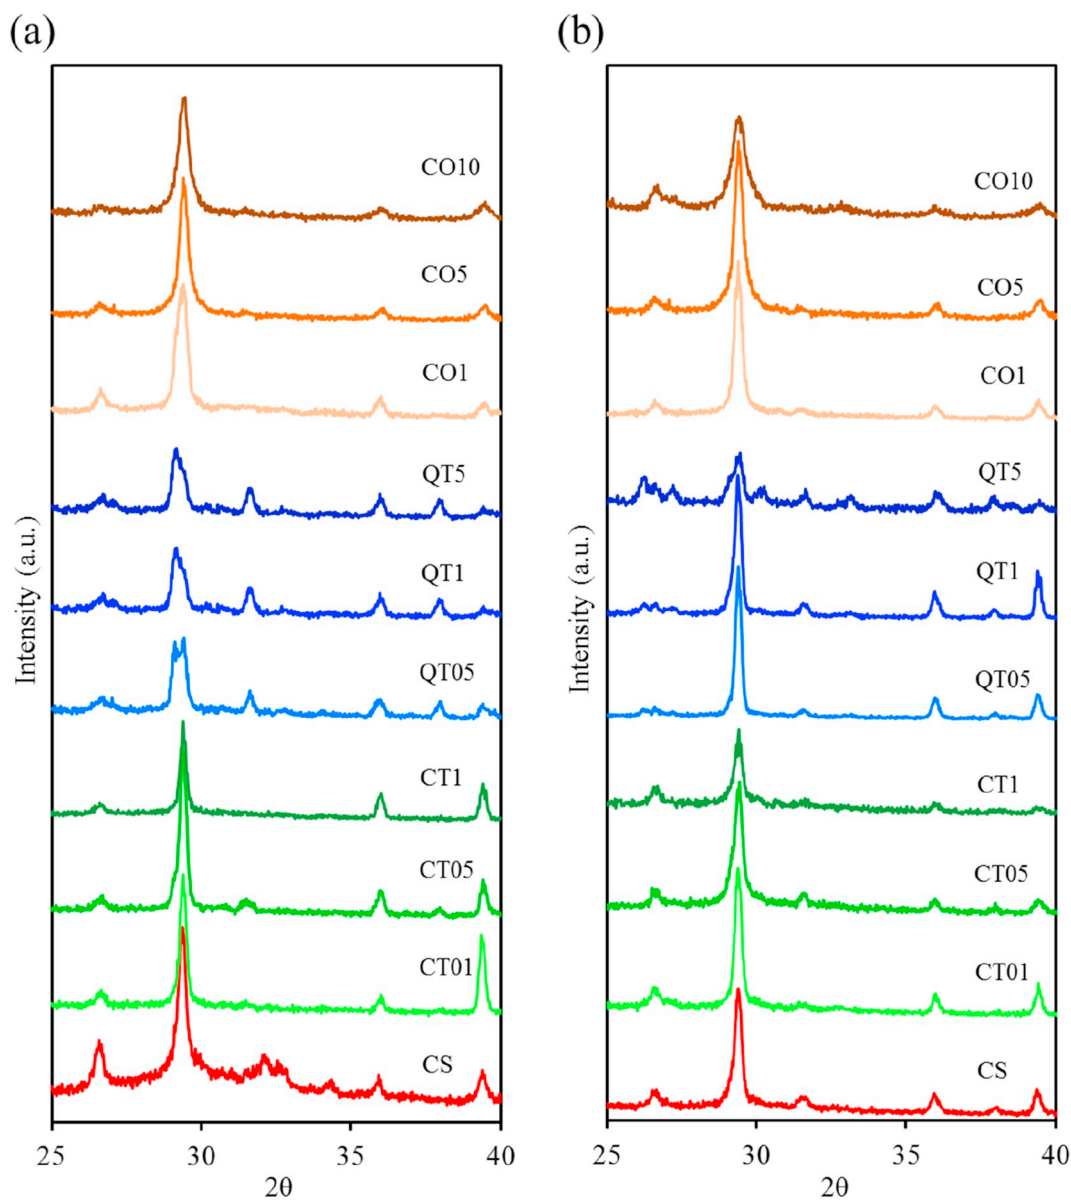 (a)
CO10
CO5
CO1
QT5
QT1
QT05
CT1
CT05
CT01
CS
Intensity (a.u.)
25 30 35 40
2θ
(b)
CO10
CO5
CO1
QT5
QT1
QT05
CT1
CT05
CT01
CS
Intensity (a.u.)
25 30 35 40
2θ